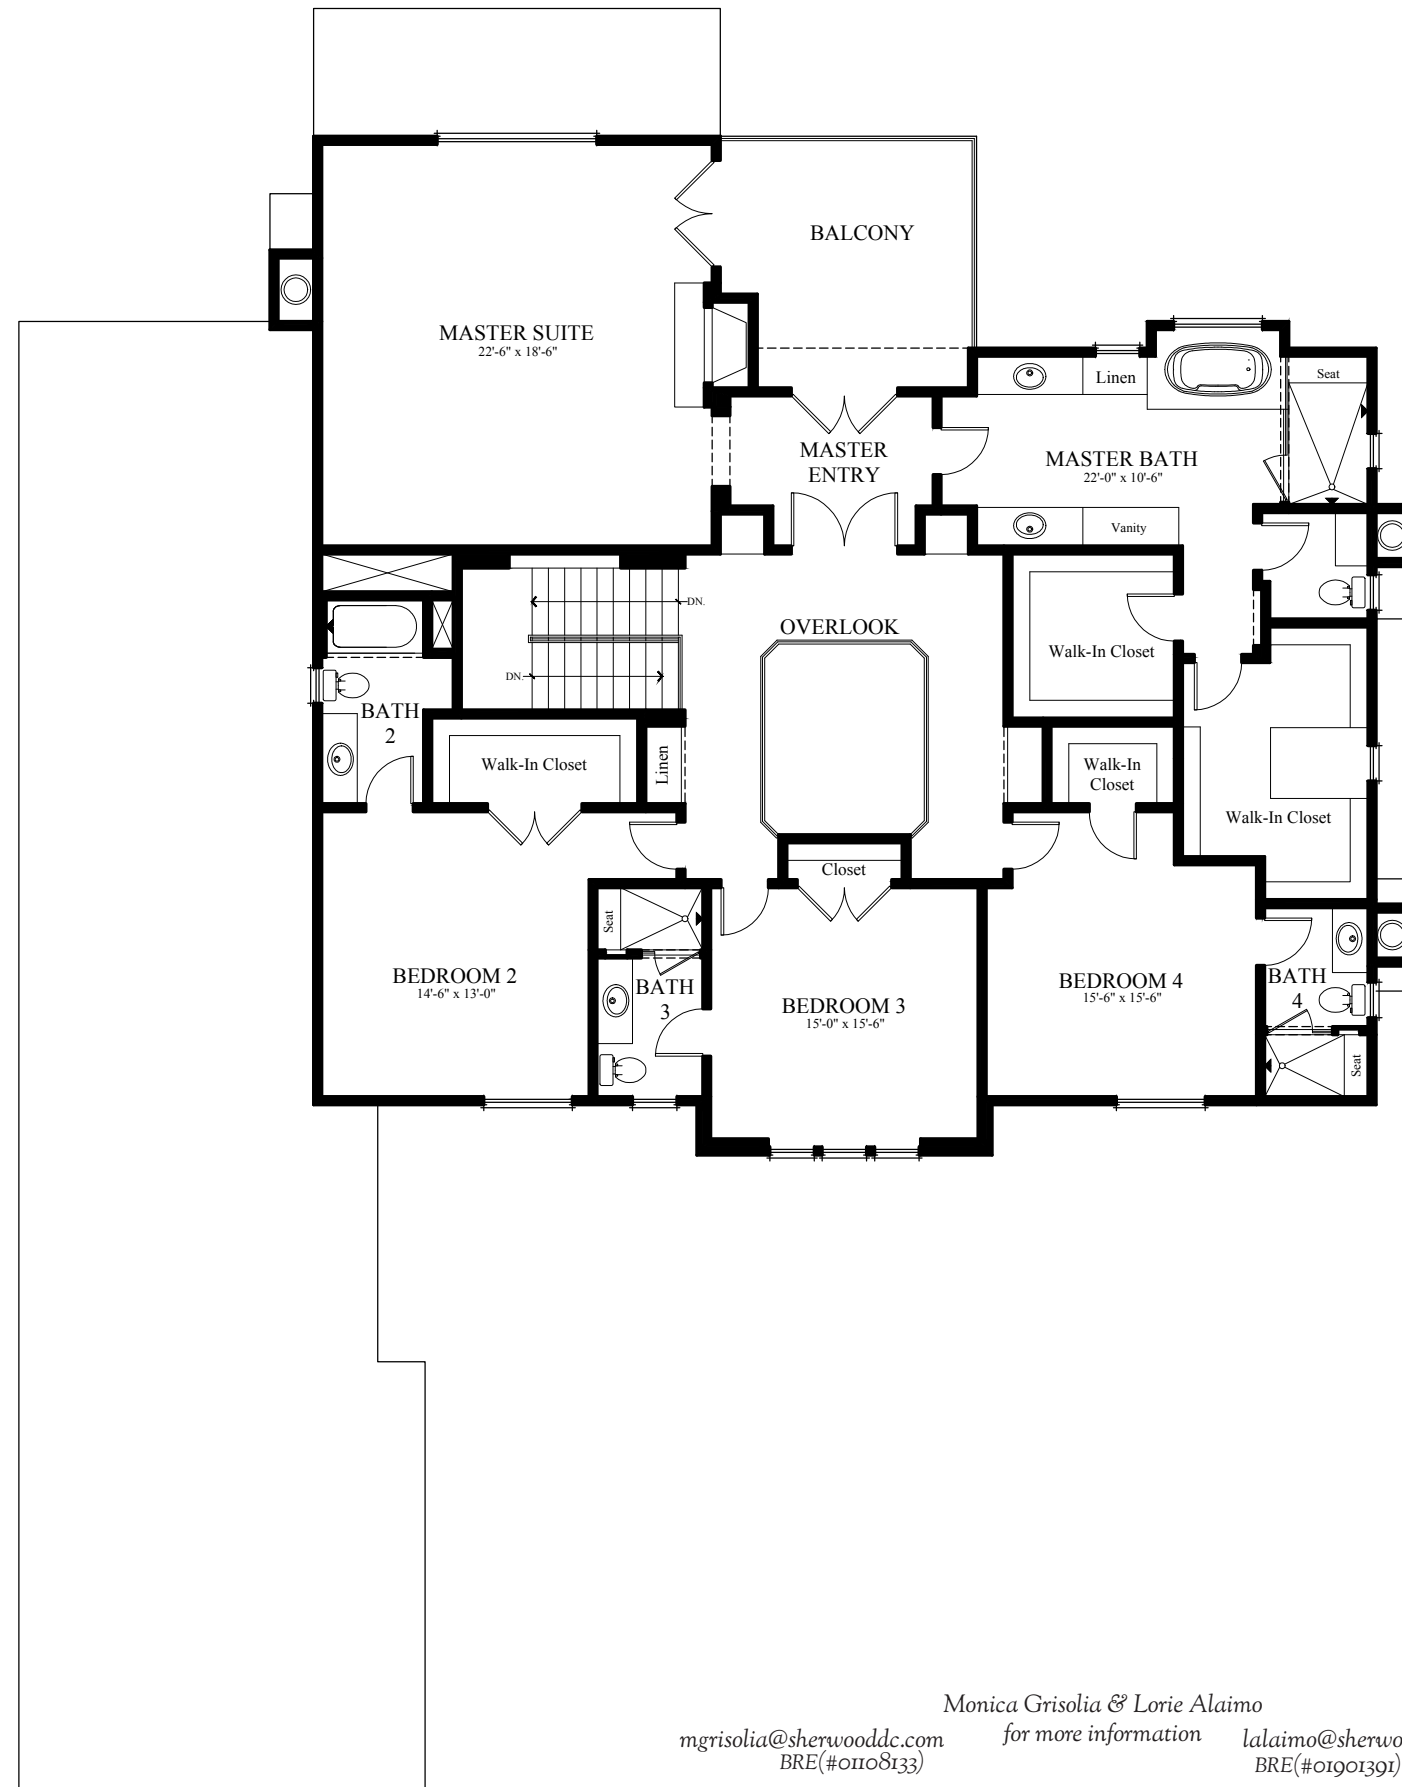 BALCONY
MASTER SUITE
22'-6" x 18'-6"
Linen
Seat
MASTER
ENTRY
MASTER BATH
22'-0" x 10'-6"
Vanity
DN.
OVERLOOK
Walk-In Closet
DN.
BATH
2
Walk-In Closet
Linen
Walk-In
Closet
Walk-In Closet
Closet
Seat
BEDROOM 2
14'-6" x 13'-0"
BATH
3
BEDROOM 3
15'-0" x 15'-6"
BEDROOM 4
15'-6" x 15'-6"
BATH
4
Seat
Monica Grisolia & Lorie Alaimo
for more information
mgrisolia@sherwooddc.com
BRE(#01108133)
lalaimo@sherwo
BRE(#01901391)